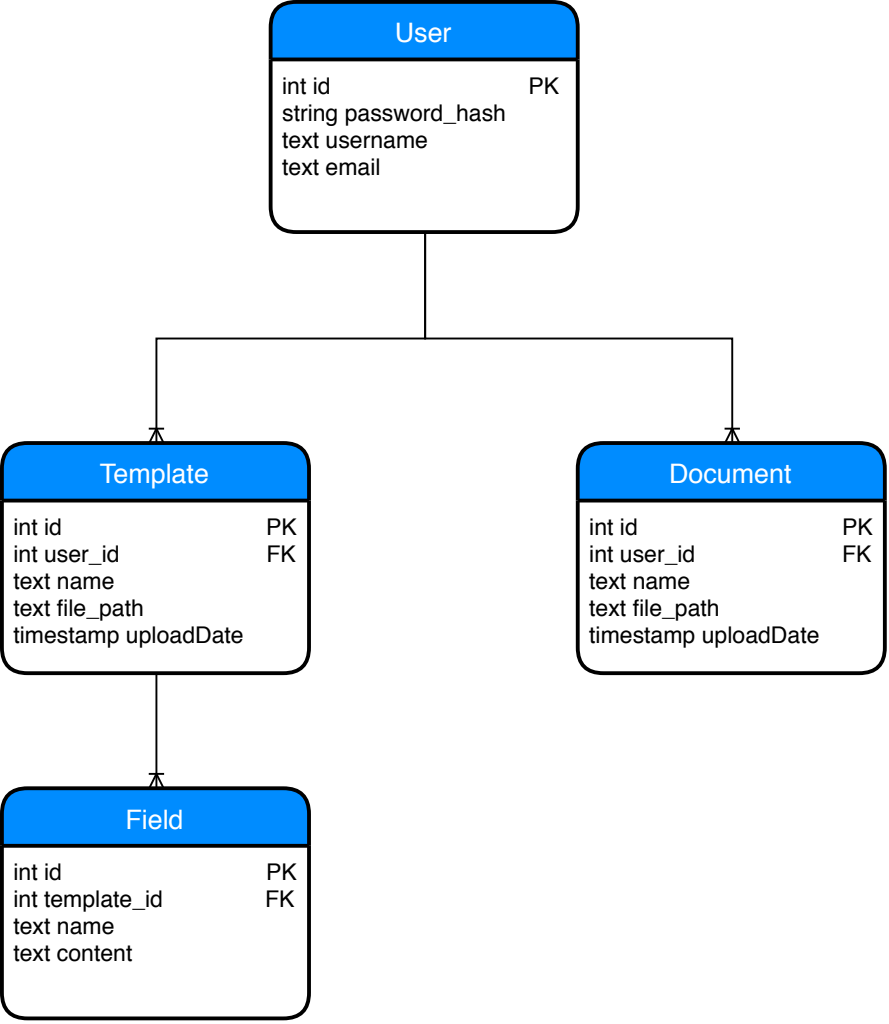 User
int id PK
string password_hash
text username
text email
Template
int id PK
int user_id FK
text name
text file_path
timestamp uploadDate
Document
int id PK
int user_id FK
text name
text file_path
timestamp uploadDate
Field
int id PK
int template_id FK
text name
text content